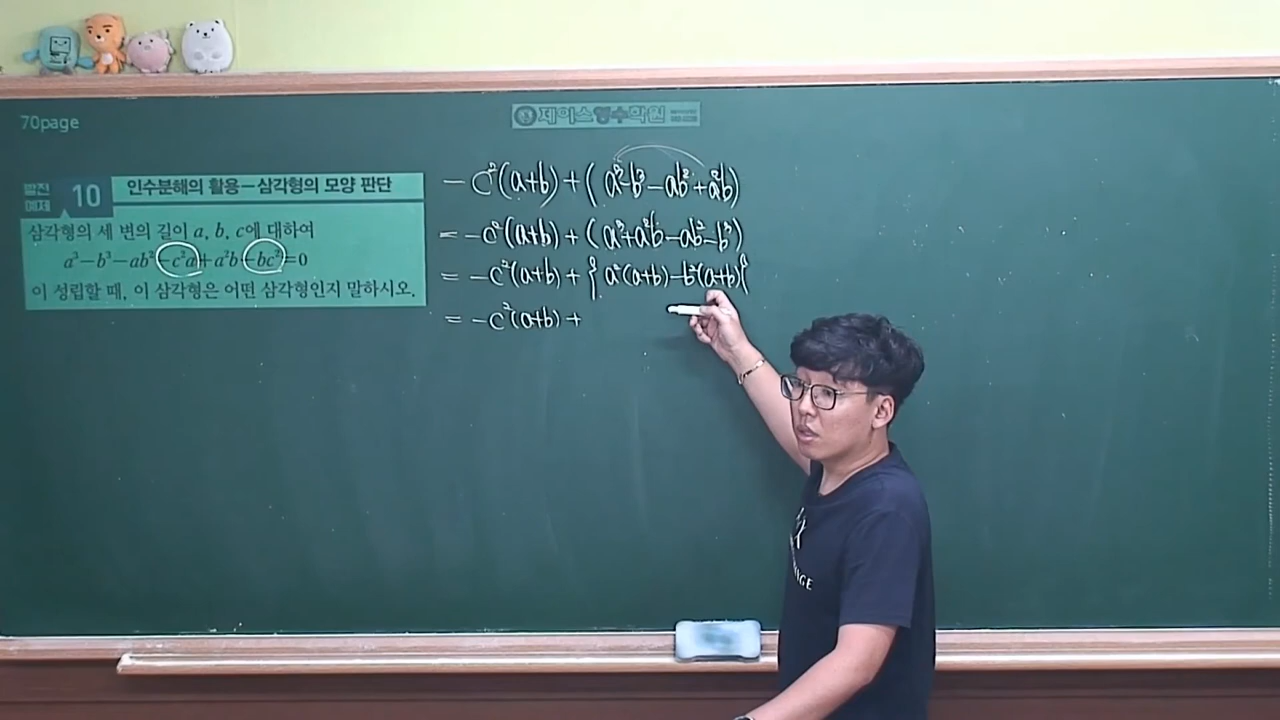 70page
제이스영수학원
발전
예제 10 인수분해의 활용-삼각형의 모양 판단
삼각형의 세 변의 길이 a, b, c에 대하여
a³-b³-ab²-c²a+a²b-bc²=0
이 성립할 때, 이 삼각형은 어떤 삼각형인지 말하시오.
-c²(a+b)+(a³-b³-ab²+a²b)
=-c²(a+b)+(a³+a²b-ab²-b³)
=-c²(a+b)+{a²(a+b)-b²(a+b)}
=-c²(a+b)+